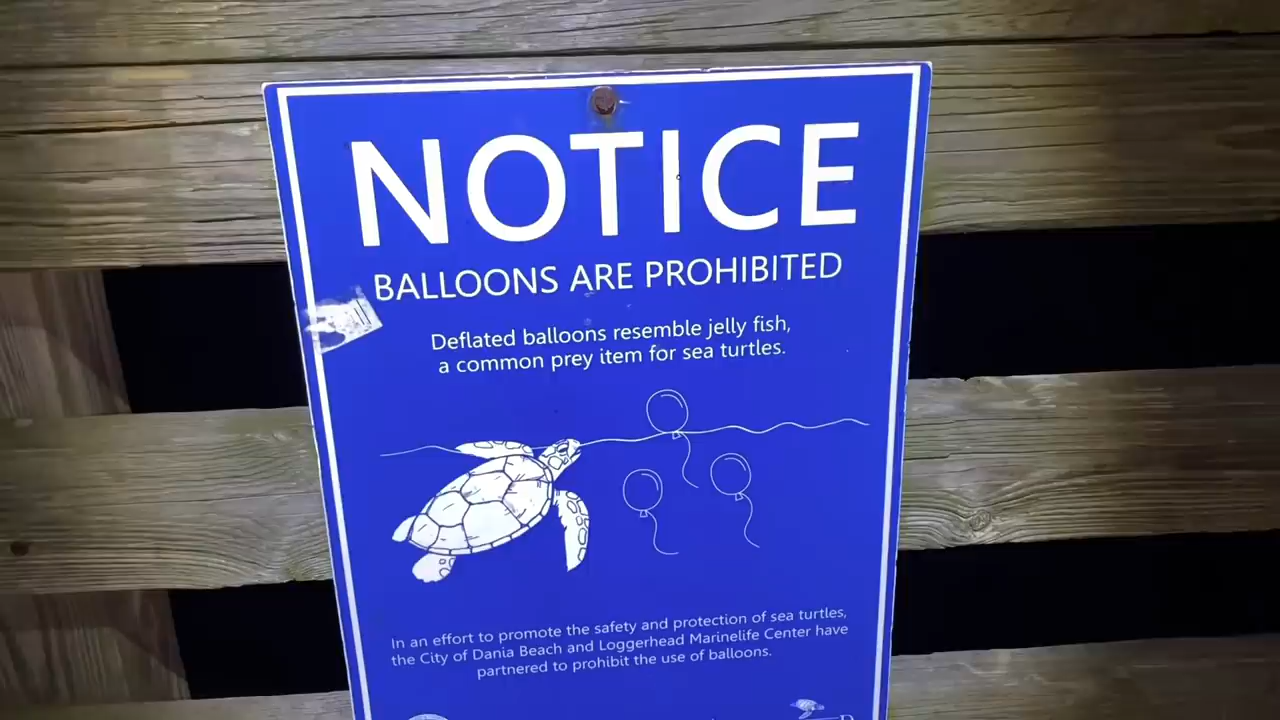 NOTICE
BALLOONS ARE PROHIBITED
Deflated balloons resemble jelly fish,
a common prey item for sea turtles.
In an effort to promote the safety and protection of sea turtles,
the City of Dania Beach and Loggerhead Marinelife Center have
partnered to prohibit the use of balloons.